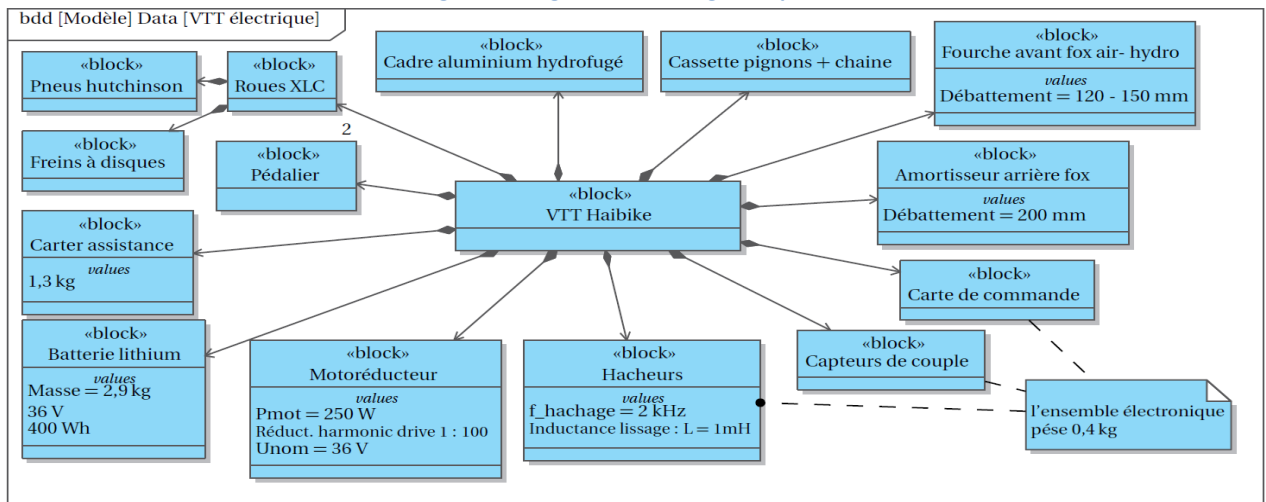 bdd [Modèle] Data [VTT électrique]
«block»
Pneus hutchinson
«block»
Roues XLC
«block»
Cadre aluminium hydrofugé
«block»
Cassette pignons + chaine
«block»
Fourche avant fox air- hydro
values
Débattement = 120 - 150 mm
«block»
Freins à disques
2
«block»
Pédalier
«block»
VTT Haibike
«block»
Amortisseur arrière fox
values
Débattement = 200 mm
«block»
Carter assistance
values
1,3 kg
«block»
Carte de commande
«block»
Batterie lithium
values
Masse = 2,9 kg
36 V
400 Wh
«block»
Motoréducteur
values
Pmot = 250 W
Réduct. harmonic drive 1 : 100
Unom = 36 V
«block»
Hacheurs
values
f_hachage = 2 kHz
Inductance lissage : L = 1mH
«block»
Capteurs de couple
l'ensemble électronique
pése 0,4 kg